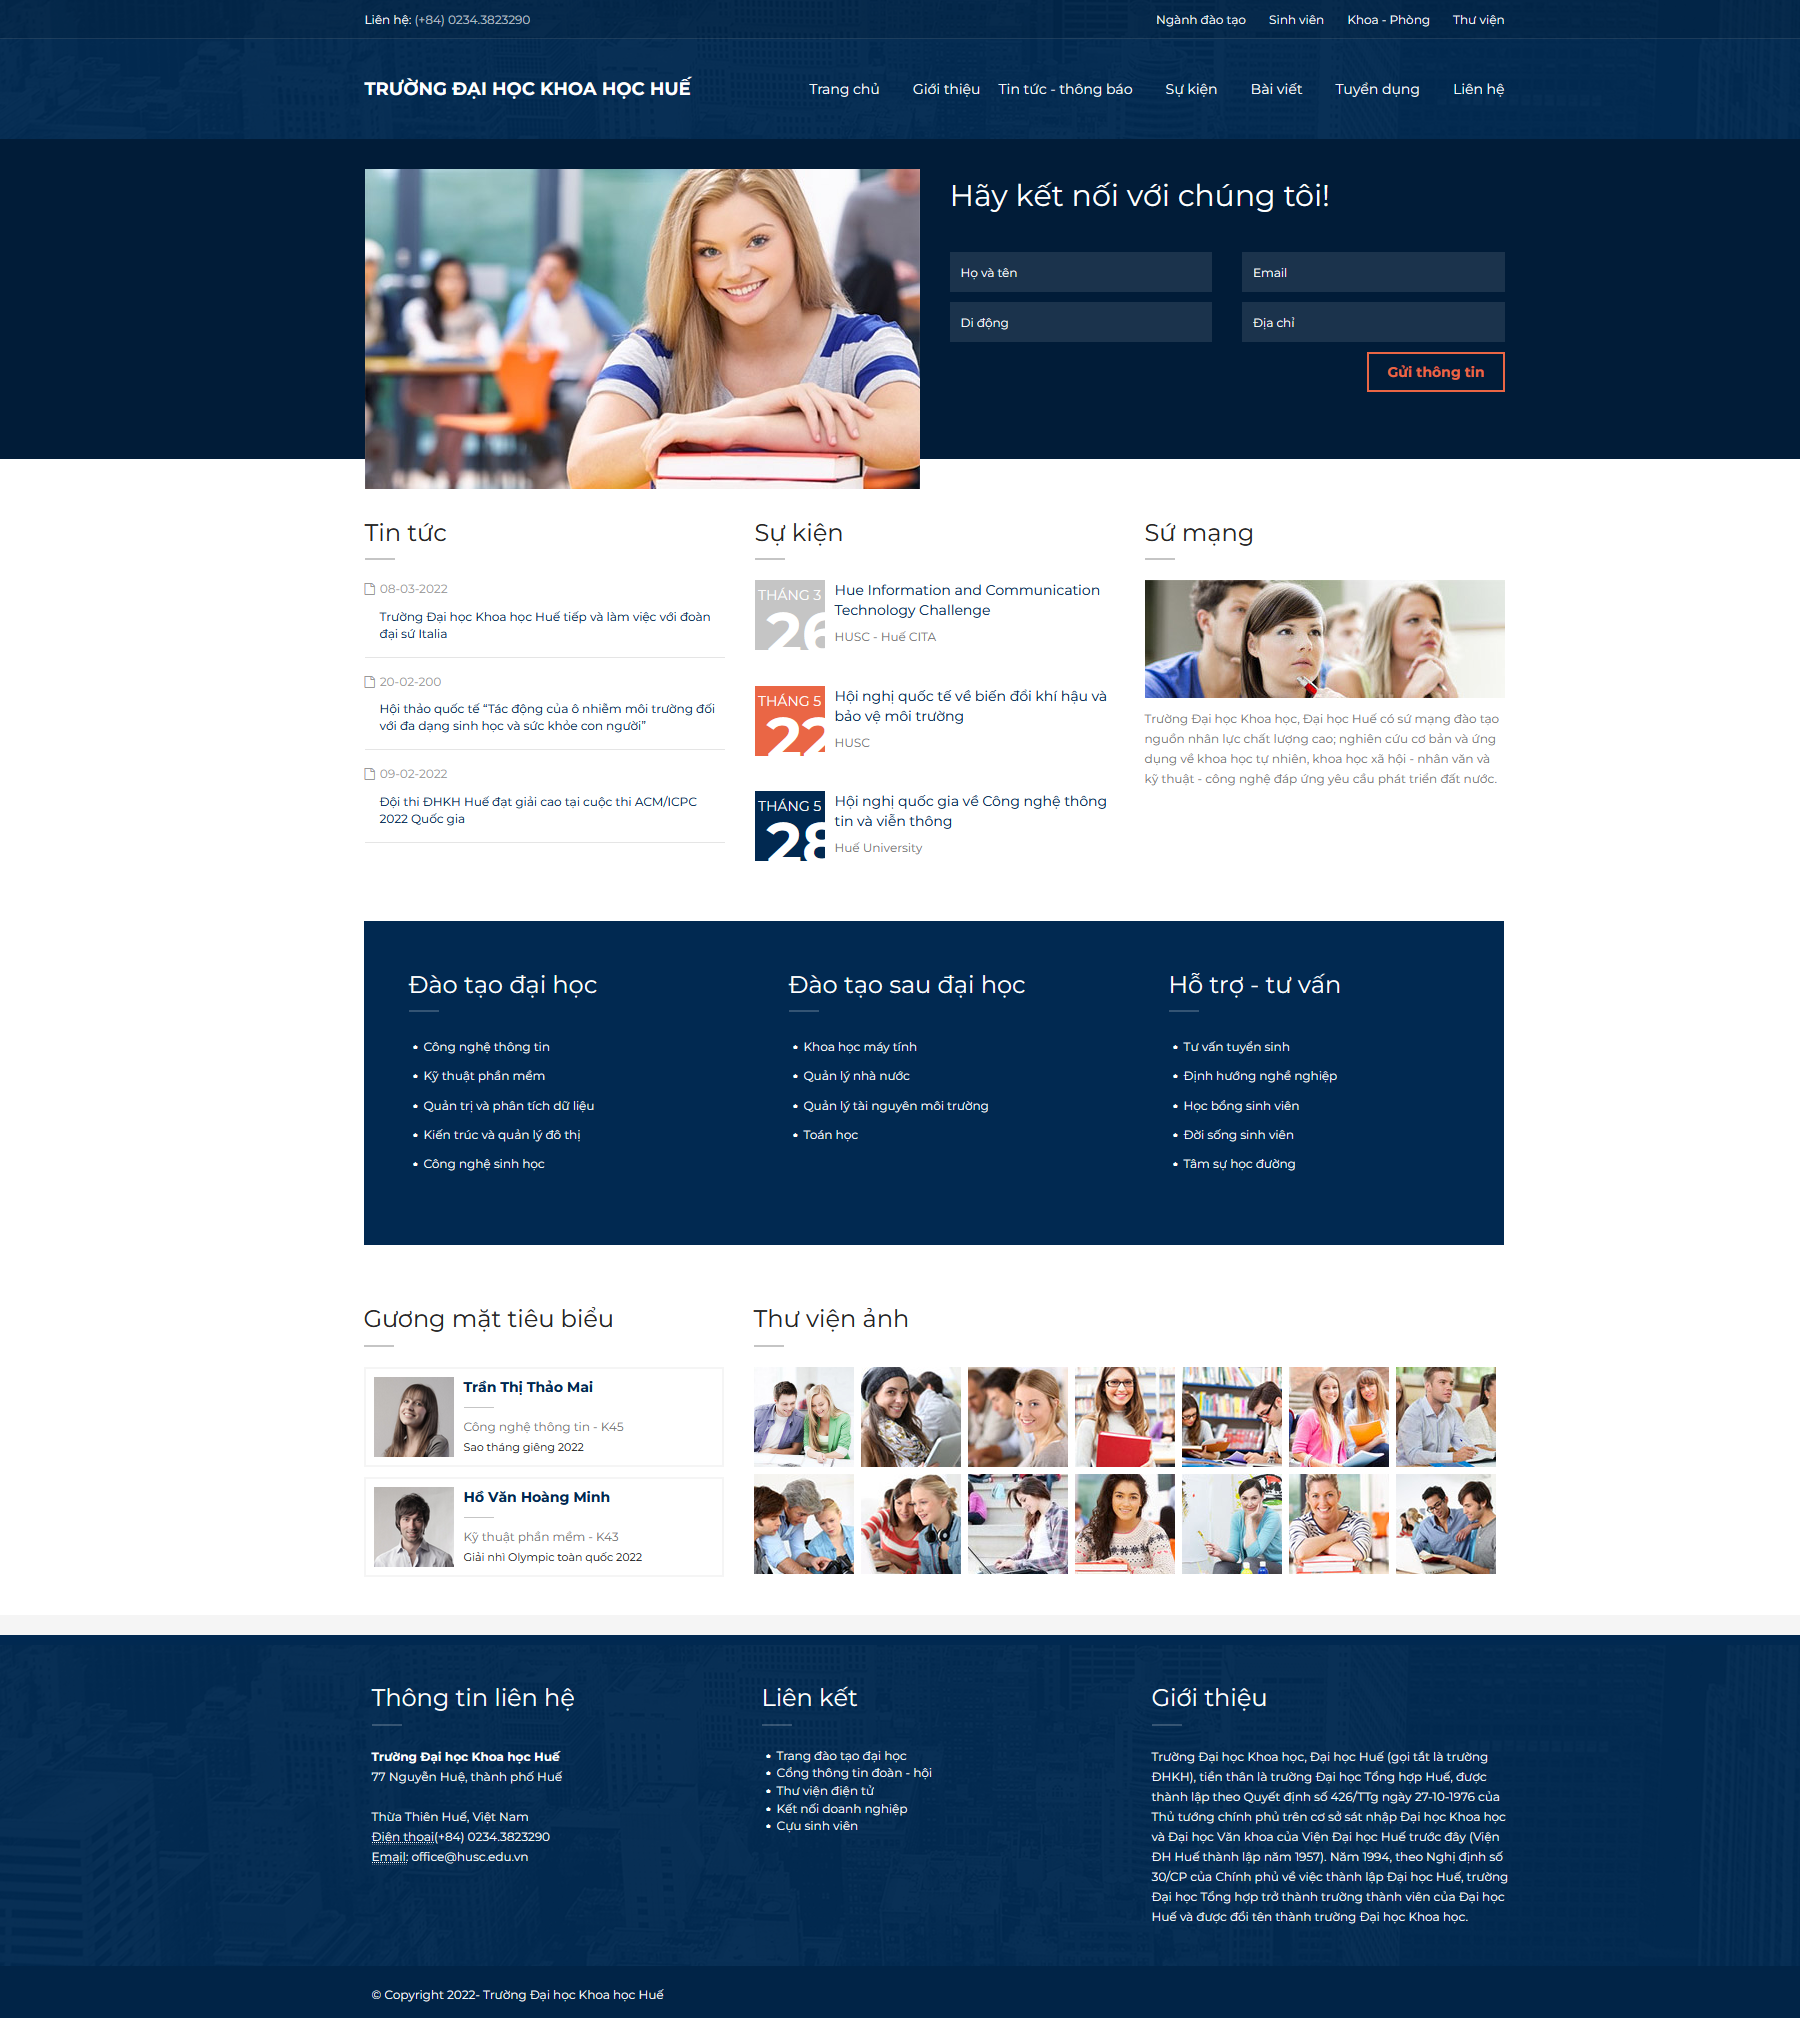 Liên hệ: (+84) 0234.3823290
Ngành đào tạo Sinh viên Khoa - Phòng Thư viện
TRƯỜNG ĐẠI HỌC KHOA HỌC HUẾ
Trang chủ Giới thiệu Tin tức - thông báo Sự kiện Bài viết Tuyển dụng Liên hệ
Hãy kết nối với chúng tôi!
Họ và tên
Email
Di động
Địa chỉ
Gửi thông tin
Tin tức
08-03-2022
Trường Đại học Khoa học Huế tiếp và làm việc với đoàn
đại sứ Italia
20-02-200
Hội thảo quốc tế “Tác động của ô nhiễm môi trường đối
với đa dạng sinh học và sức khỏe con người”
09-02-2022
Đội thi ĐHKH Huế đạt giải cao tại cuộc thi ACM/ICPC
2022 Quốc gia
Sự kiện
THÁNG 3
26
Hue Information and Communication
Technology Challenge
HUSC - Huế CITA
THÁNG 5
22
Hội nghị quốc tế về biến đổi khí hậu và
bảo vệ môi trường
HUSC
THÁNG 5
28
Hội nghị quốc gia về Công nghệ thông
tin và viễn thông
Huế University
Sứ mạng
Trường Đại học Khoa học, Đại học Huế có sứ mạng đào tạo
nguồn nhân lực chất lượng cao; nghiên cứu cơ bản và ứng
dụng về khoa học tự nhiên, khoa học xã hội - nhân văn và
kỹ thuật - công nghệ đáp ứng yêu cầu phát triển đất nước.
Đào tạo đại học
Công nghệ thông tin
Kỹ thuật phần mềm
Quản trị và phân tích dữ liệu
Kiến trúc và quản lý đô thị
Công nghệ sinh học
Đào tạo sau đại học
Khoa học máy tính
Quản lý nhà nước
Quản lý tài nguyên môi trường
Toán học
Hỗ trợ - tư vấn
Tư vấn tuyển sinh
Định hướng nghề nghiệp
Học bổng sinh viên
Đời sống sinh viên
Tâm sự học đường
Gương mặt tiêu biểu
Trần Thị Thảo Mai
Công nghệ thông tin - K45
Sao tháng giêng 2022
Hồ Văn Hoàng Minh
Kỹ thuật phần mềm - K43
Giải nhì Olympic toàn quốc 2022
Thư viện ảnh
Thông tin liên hệ
Trường Đại học Khoa học Huế
77 Nguyễn Huệ, thành phố Huế
Thừa Thiên Huế, Việt Nam
Điện thoại(+84) 0234.3823290
Email: office@husc.edu.vn
Liên kết
Trang đào tạo đại học
Cổng thông tin đoàn - hội
Thư viện điện tử
Kết nối doanh nghiệp
Cựu sinh viên
Giới thiệu
Trường Đại học Khoa học, Đại học Huế (gọi tắt là trường
ĐHKH), tiền thân là trường Đại học Tổng hợp Huế, được
thành lập theo Quyết định số 426/TTg ngày 27-10-1976 của
Thủ tướng chính phủ trên cơ sở sát nhập Đại học Khoa học
và Đại học Văn khoa của Viện Đại học Huế trước đây (Viện
ĐH Huế thành lập năm 1957). Năm 1994, theo Nghị định số
30/CP của Chính phủ về việc thành lập Đại học Huế, trường
Đại học Tổng hợp trở thành trường thành viên của Đại học
Huế và được đổi tên thành trường Đại học Khoa học.
© Copyright 2022- Trường Đại học Khoa học Huế